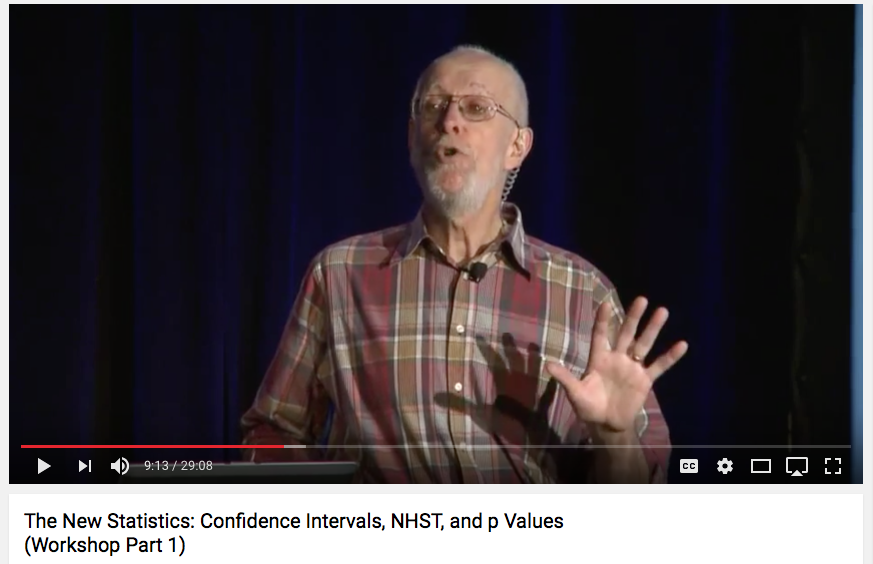 9:13 / 29:08
CC
The New Statistics: Confidence Intervals, NHST, and p Values
(Workshop Part 1)